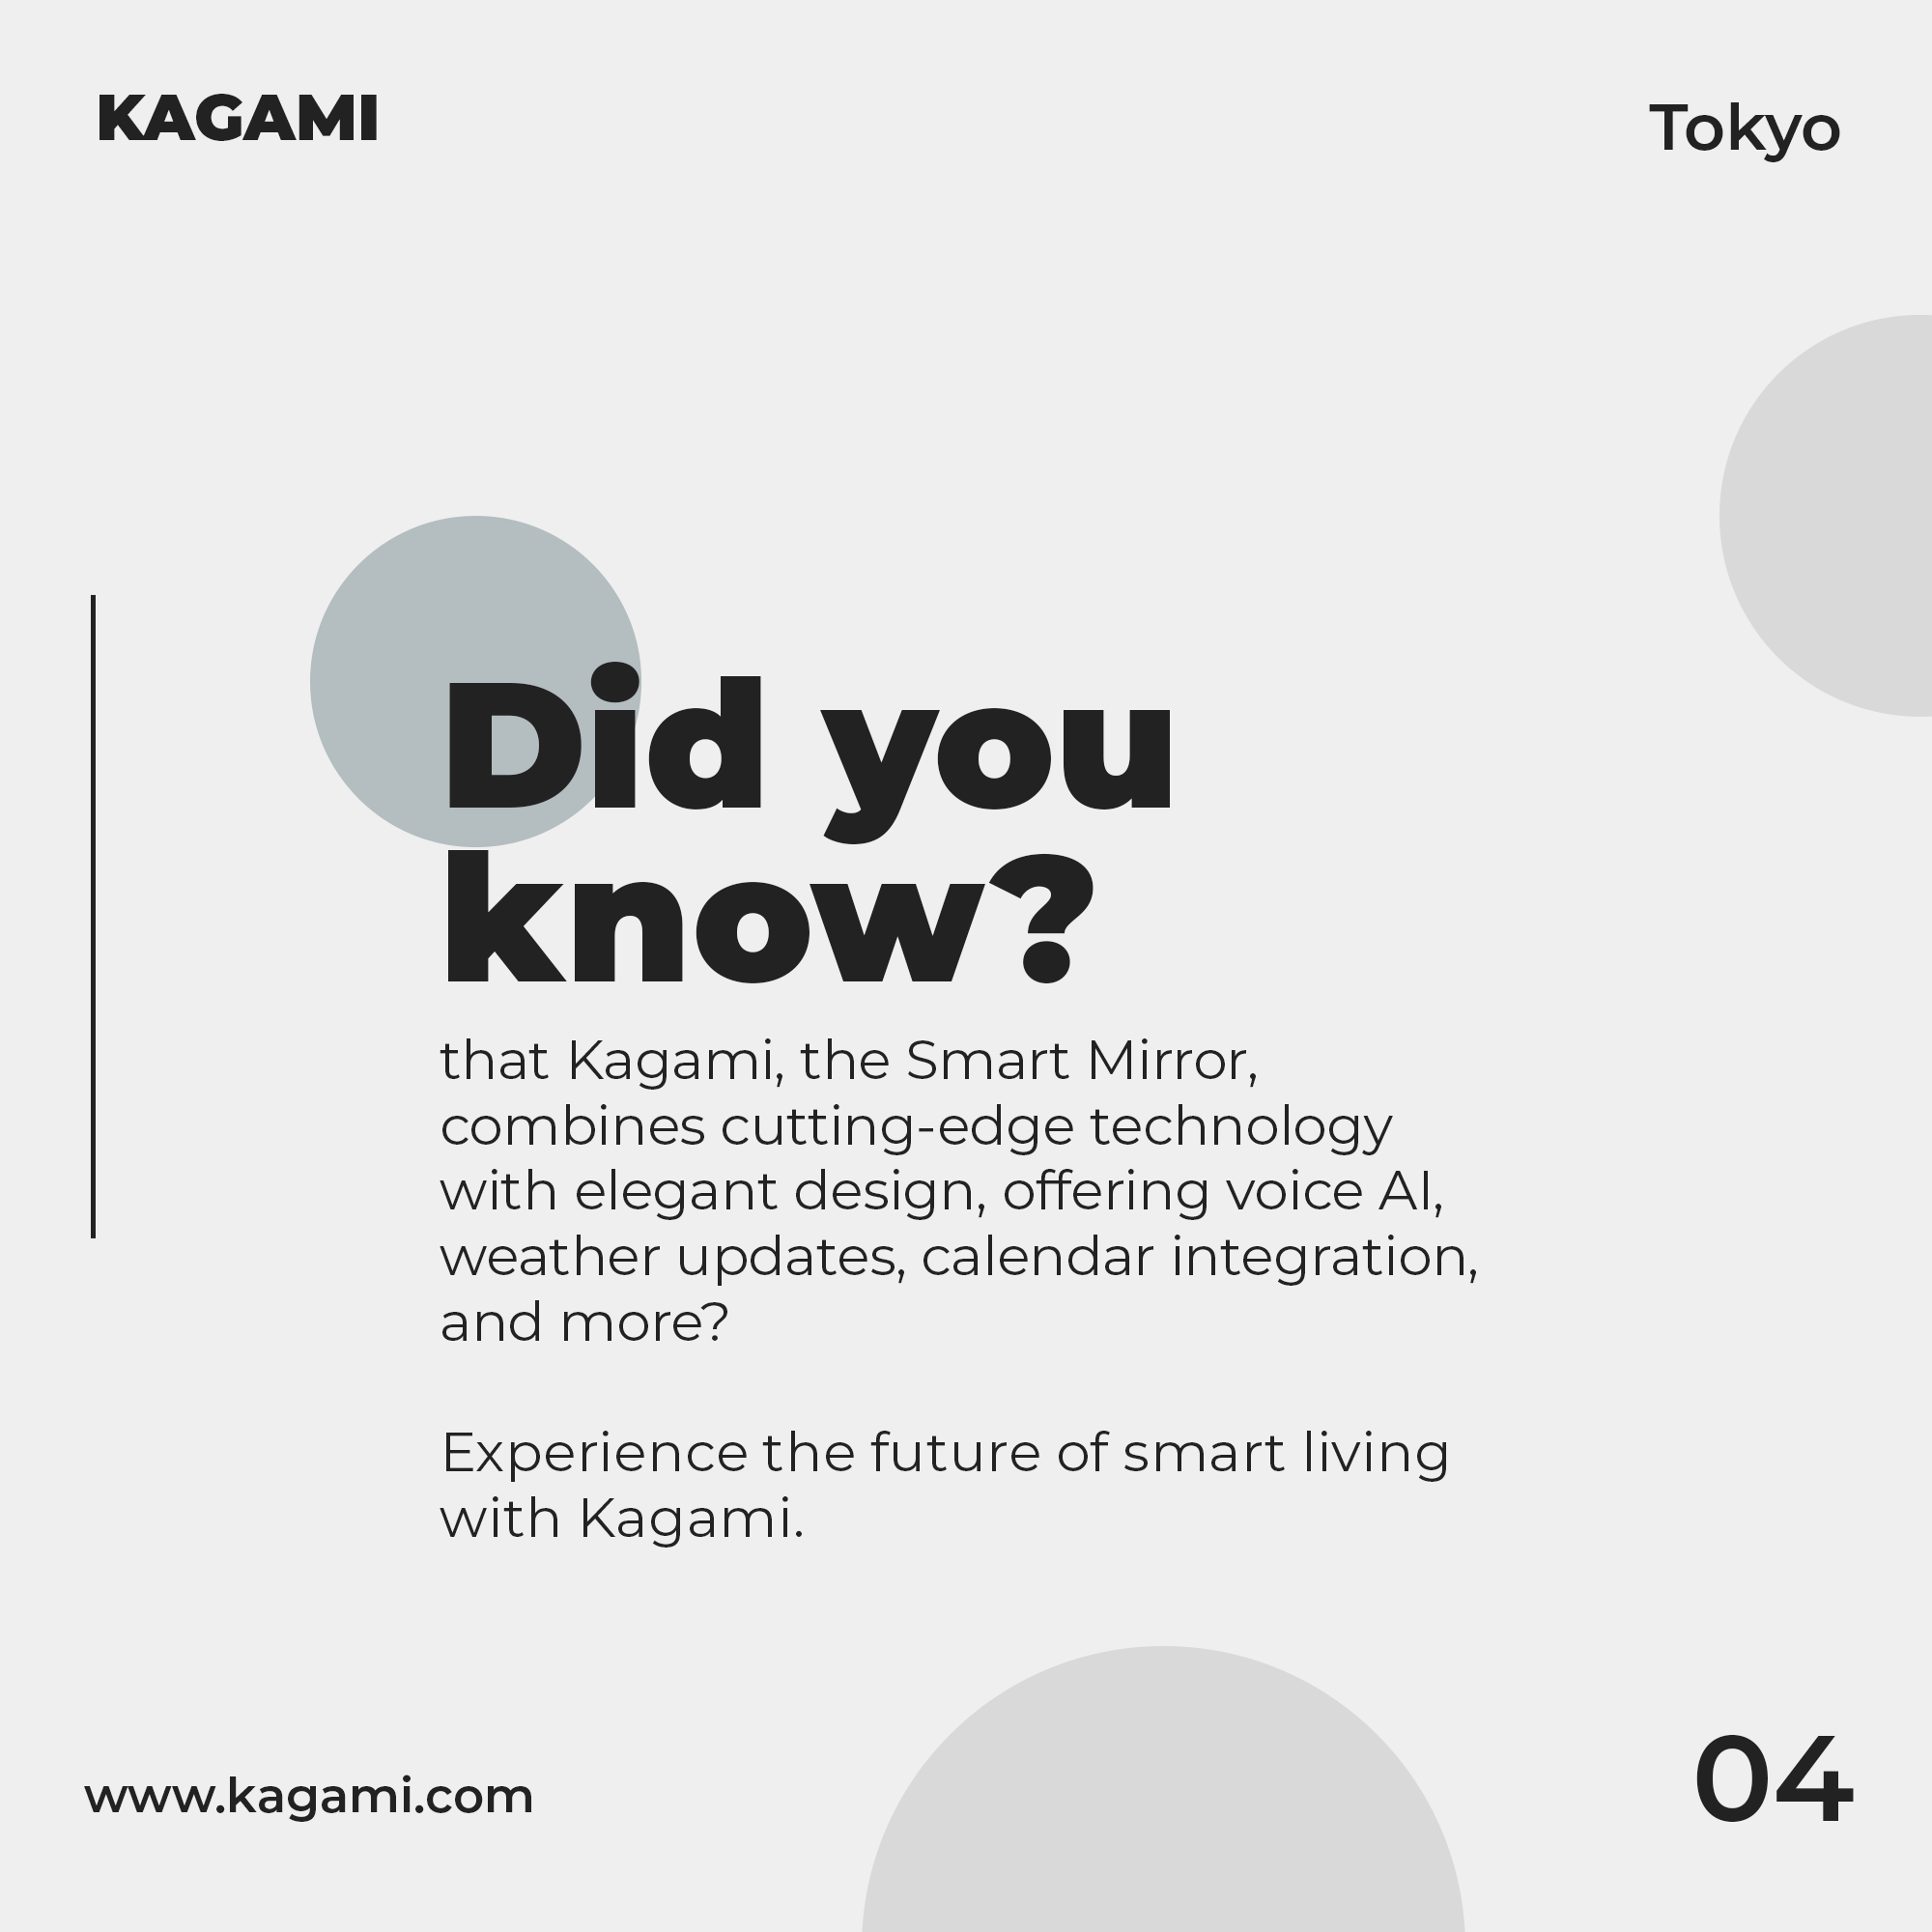 KAGAMI
Tokyo
Did you
know?
that Kagami, the Smart Mirror,
combines cutting-edge technology
with elegant design, offering voice AI,
weather updates, calendar integration,
and more?
Experience the future of smart living
with Kagami.
www.kagami.com
04